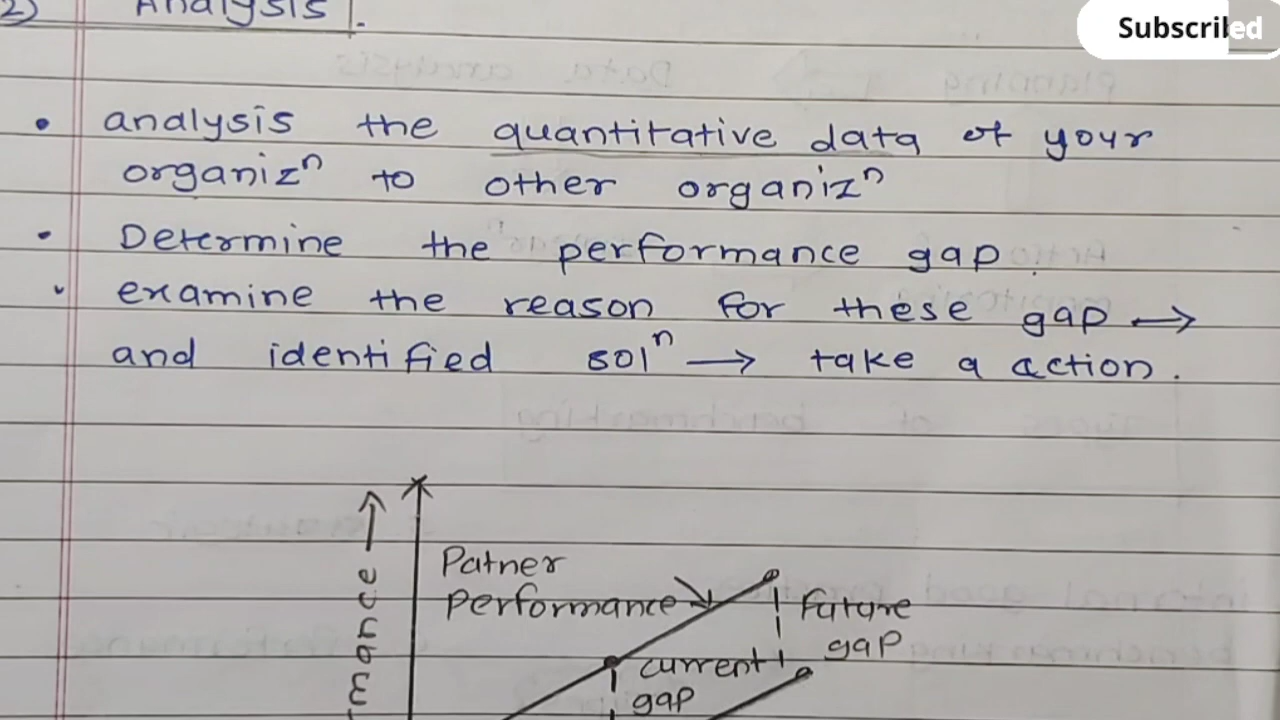 2) Analysis.
Subscribed
• analysis the quantitative data of your
organizⁿ to other organizⁿ
• Determine the performance gap.
• examine the reason for these gap →
and identified solⁿ → take a action.
Patner
performance
Future
gap
current
gap
mance →